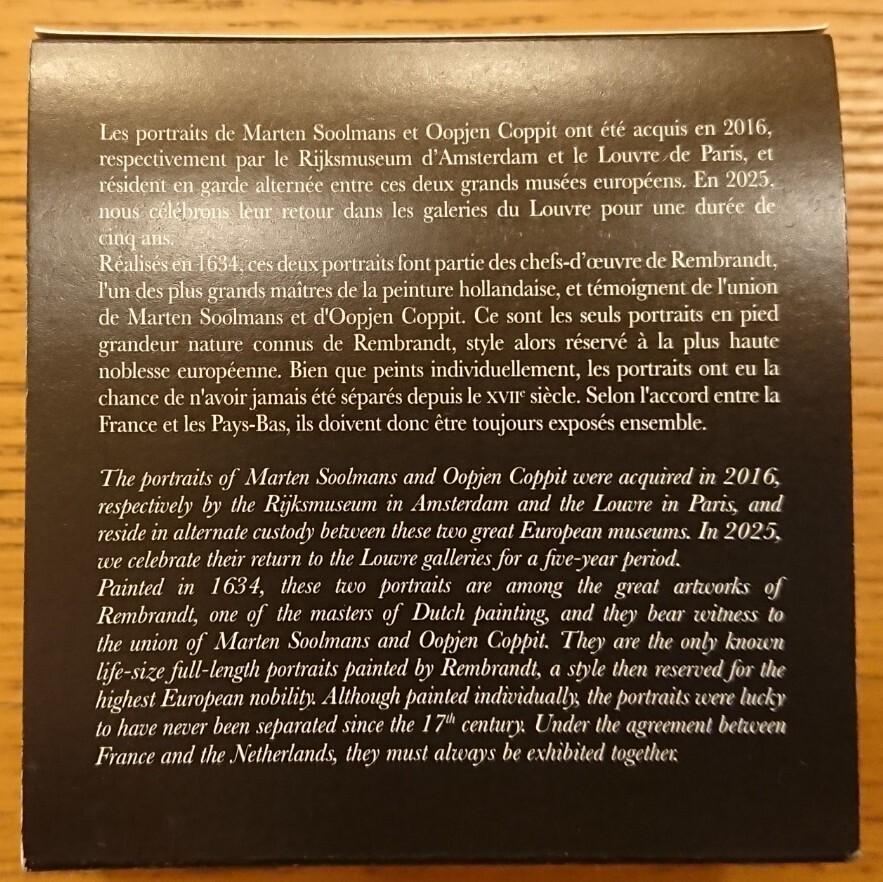 Les portraits de Marten Soolmans et Oopjen Coppit ont été acquis en 2016,
respectivement par le Rijksmuseum d’Amsterdam et le Louvre de Paris, et
résident en garde alternée entre ces deux grands musées européens. En 2025,
nous célébrons leur retour dans les galeries du Louvre pour une durée de
cinq ans.
Réalisés en 1634, ces deux portraits font partie des chefs-d’œuvre de Rembrandt,
l'un des plus grands maîtres de la peinture hollandaise, et témoignent de l'union
de Marten Soolmans et d'Oopjen Coppit. Ce sont les seuls portraits en pied
grandeur nature connus de Rembrandt, style alors réservé à la plus haute
noblesse européenne. Bien que peints individuellement, les portraits ont eu la
chance de n'avoir jamais été séparés depuis le XVIIe siècle. Selon l'accord entre la
France et les Pays-Bas, ils doivent donc être toujours exposés ensemble.
The portraits of Marten Soolmans and Oopjen Coppit were acquired in 2016,
respectively by the Rijksmuseum in Amsterdam and the Louvre in Paris, and
reside in alternate custody between these two great European museums. In 2025,
we celebrate their return to the Louvre galleries for a five-year period.
Painted in 1634, these two portraits are among the great artworks of
Rembrandt, one of the masters of Dutch painting, and they bear witness to
the union of Marten Soolmans and Oopjen Coppit. They are the only known
life-size full-length portraits painted by Rembrandt, a style then reserved for the
highest European nobility. Although painted individually, the portraits were lucky
to have never been separated since the 17th century. Under the agreement between
France and the Netherlands, they must always be exhibited together.